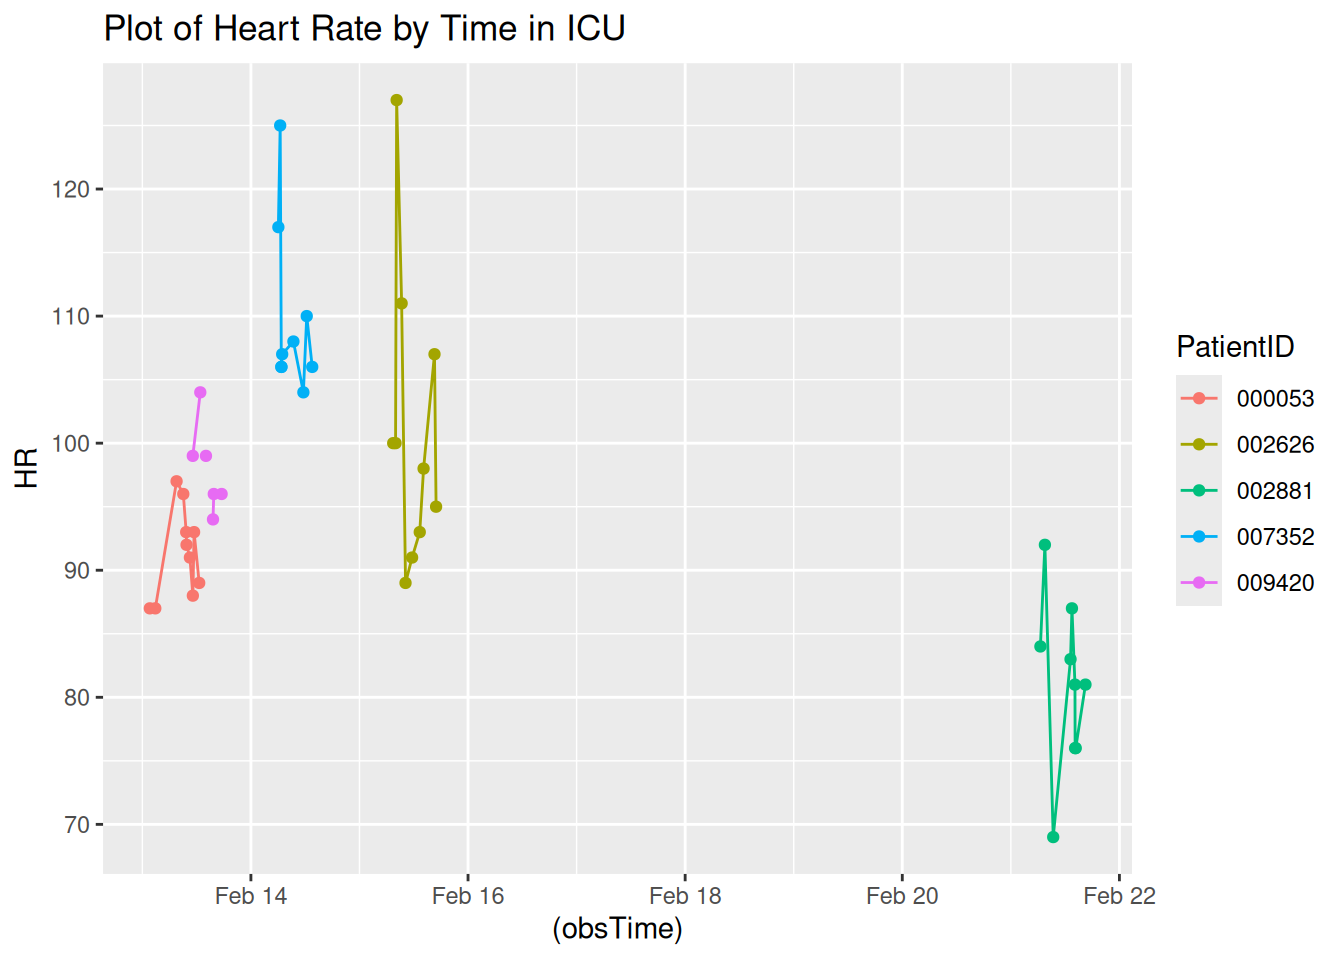 Plot of Heart Rate by Time in ICU
HR
120
110
100
90
80
70
Feb 14
Feb 16
Feb 18
Feb 20
Feb 22
(obsTime)
PatientID
000053
002626
002881
007352
009420